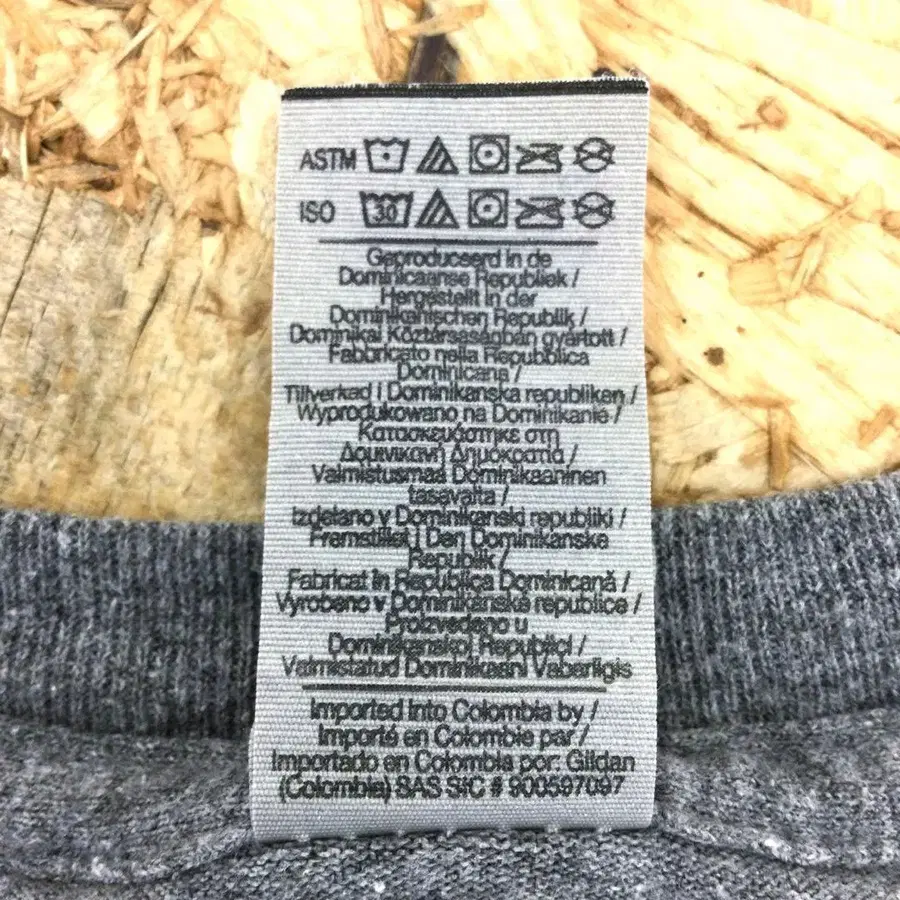 ASTM
ISO 30
Geproduceerd in de
Dominicaanse Republiek /
Hergestellt in der
Dominikanischen Republik /
Dominikai Köztársaságban gyártott /
Fabbricato nella Repubblica
Dominicana /
Tillverkad i Dominikanska republiken /
Wyprodukowano na Dominikanie /
Κατασκευάστηκε στη
Δομινικανή Δημοκρατία /
Valmistusmaa Dominikaaninen
tasavalta /
Izdelano v Dominikanski republiki /
Fremstillet i Den Dominikanske
Republik /
Fabricat în Republica Dominicană /
Vyrobeno v Dominikánské republice /
Proizvedeno u
Dominikanskoj Republici /
Valmistatud Dominikaani Vabariigis
Imported into Colombia by /
Importé en Colombie par /
Importado en Colombia por: Gildan
(Colombia) SAS SIC # 900597097